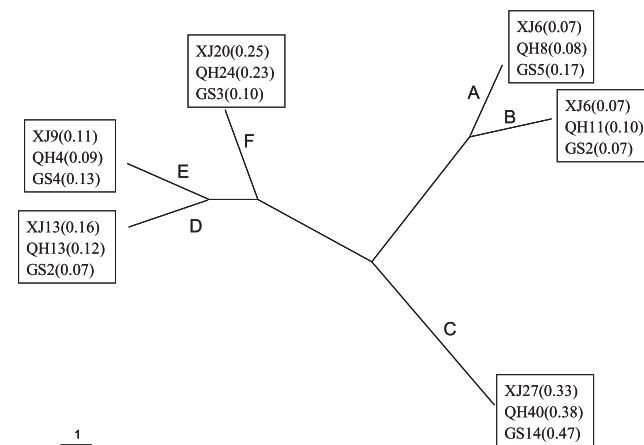 XJ20(0.25)
QH24(0.23)
GS3(0.10)
F
XJ6(0.07)
QH8(0.08)
GS5(0.17)
A
XJ6(0.07)
QH11(0.10)
GS2(0.07)
B
XJ9(0.11)
QH4(0.09)
GS4(0.13)
E
XJ13(0.16)
QH13(0.12)
GS2(0.07)
D
C
XJ27(0.33)
QH40(0.38)
GS14(0.47)
1